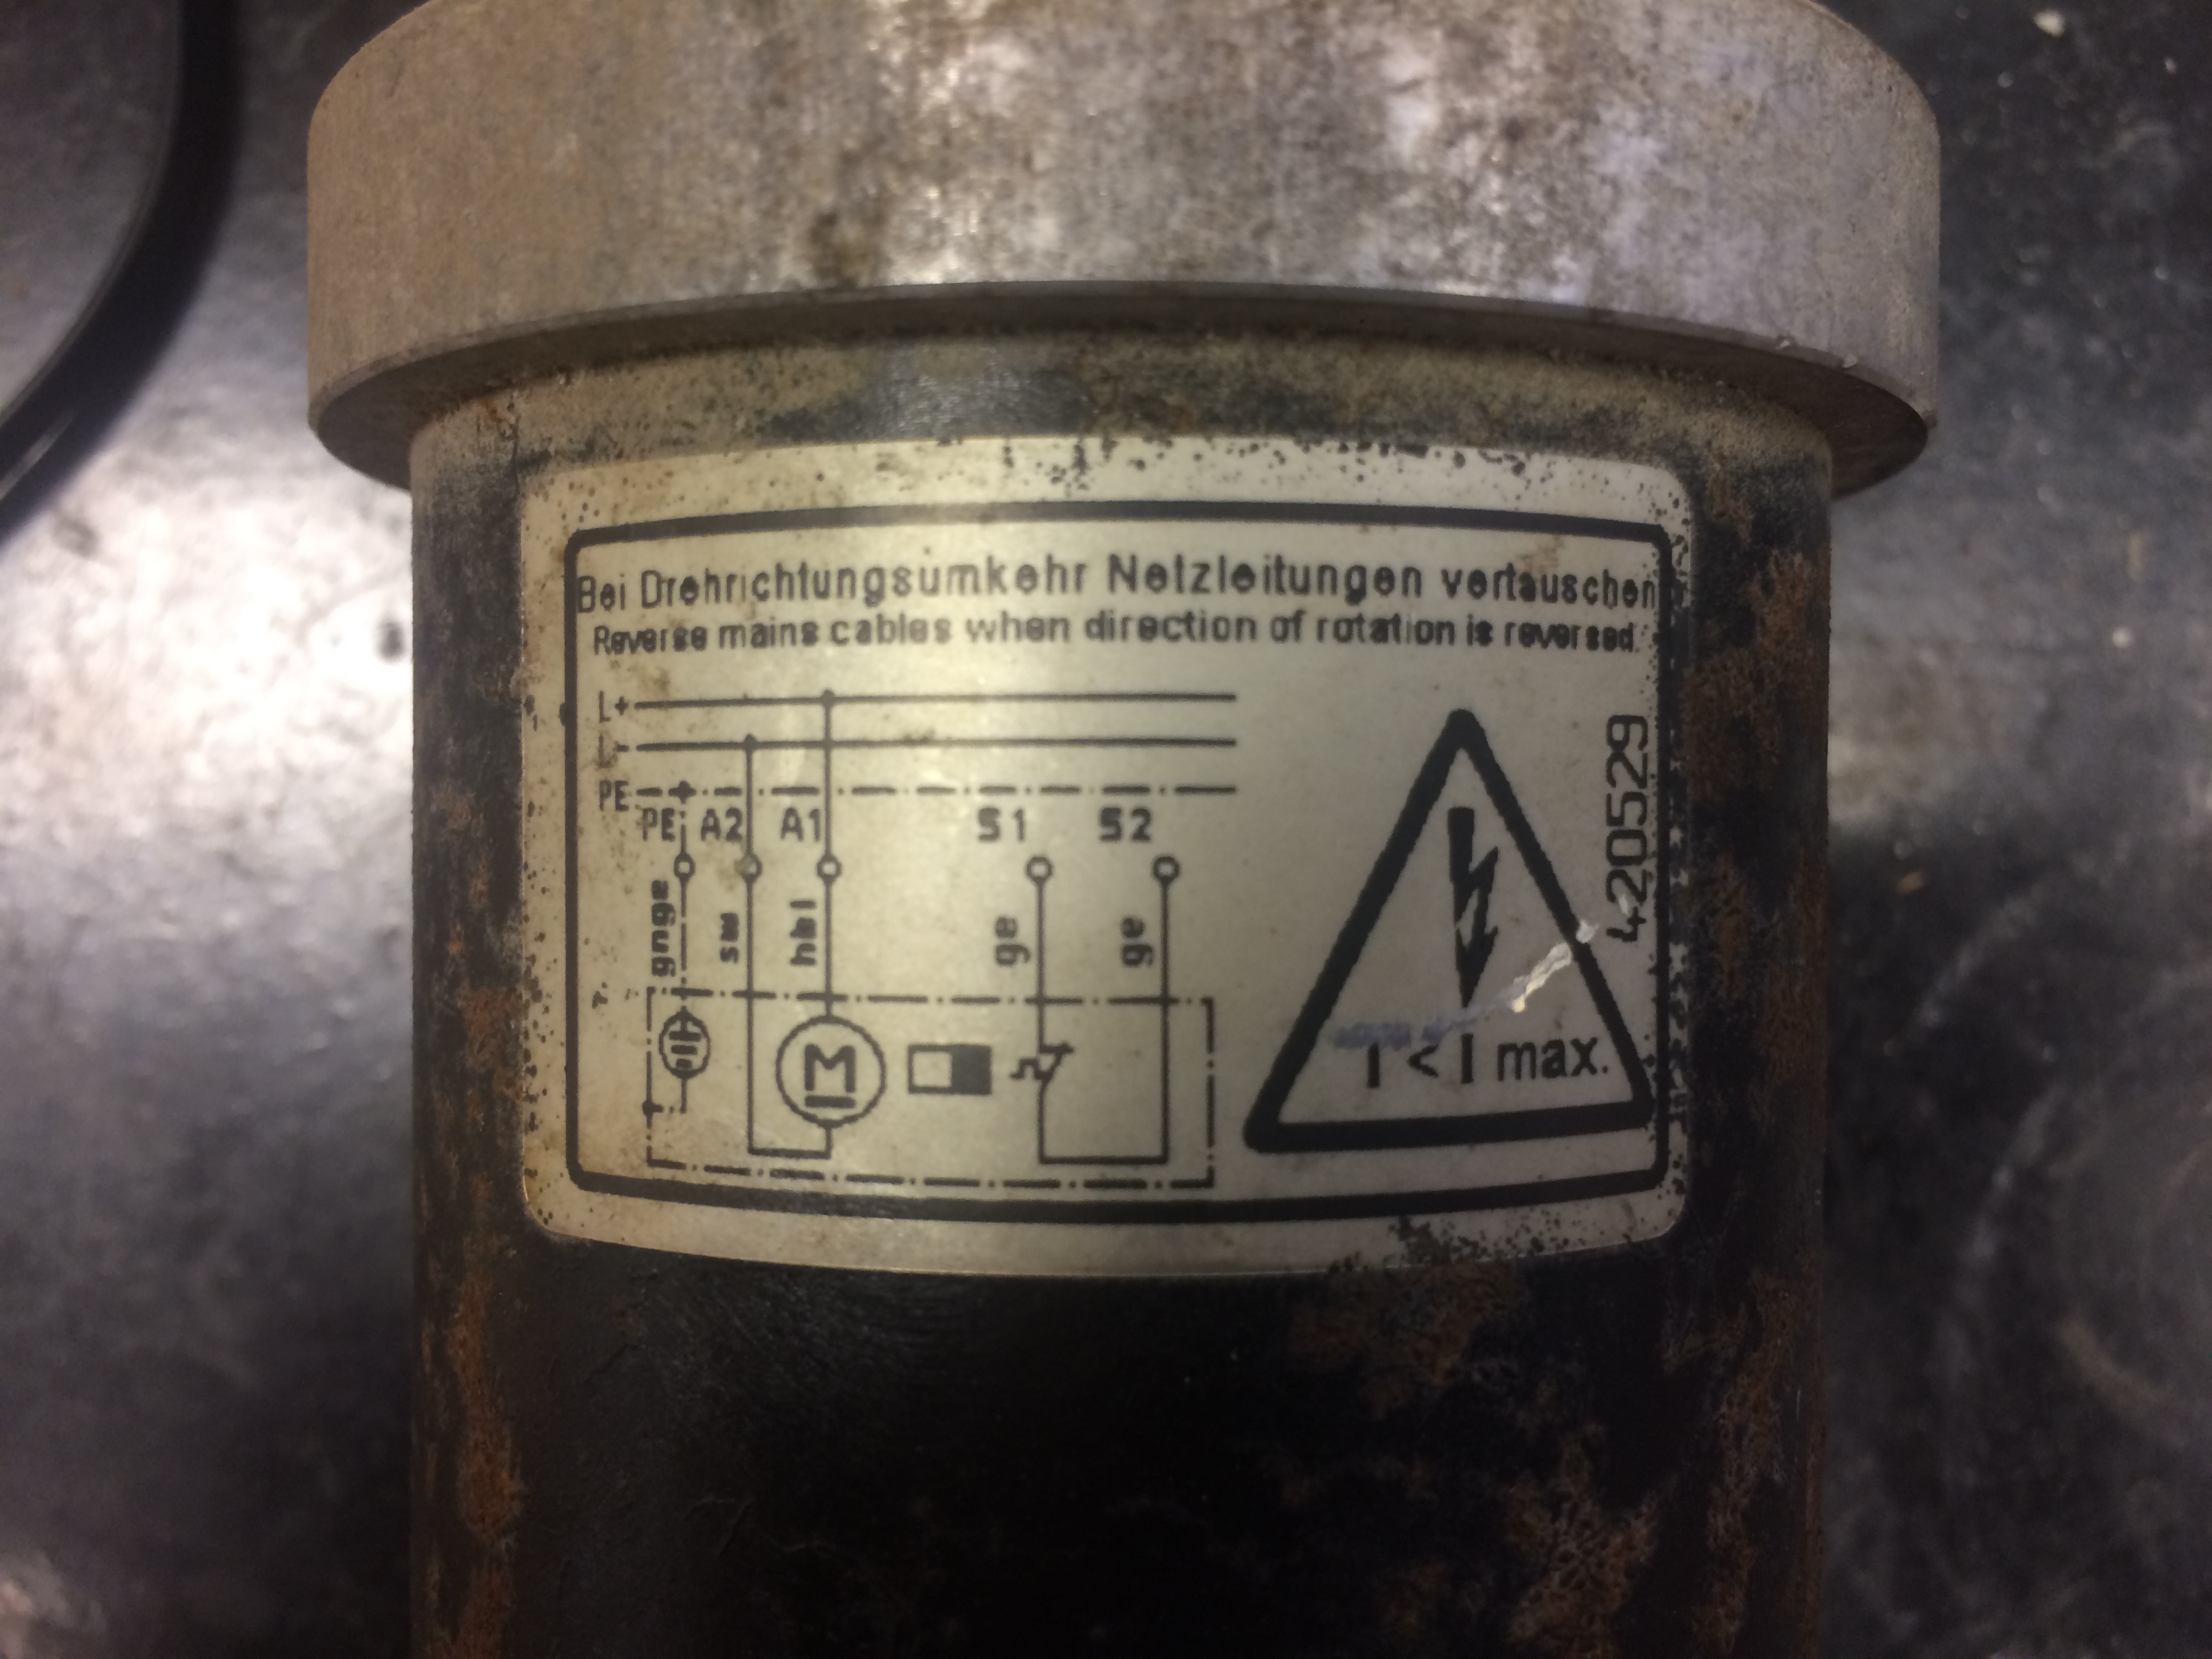 Bei Drehrichtungsumkehr Netzleitungen vertauschen
Reverse mains cables when direction of rotation is reversed.
L+
L-
PE
PE A2 A1 S1 S2
gnge sw hbl ge ge
M
I < I max.
420529